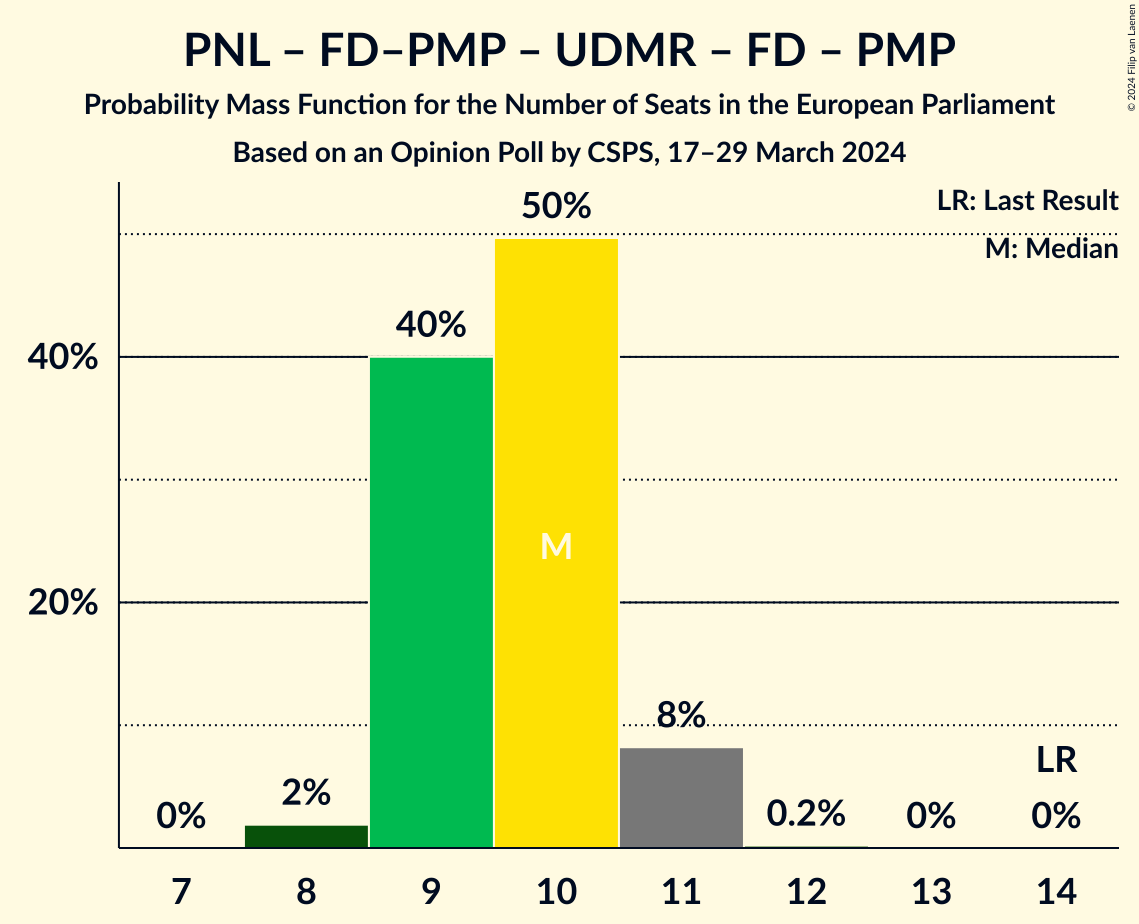 PNL – FD–PMP – UDMR – FD – PMP
Probability Mass Function for the Number of Seats in the European Parliament
Based on an Opinion Poll by CSPS, 17–29 March 2024
© 2024 Filip van Laenen
LR: Last Result
M: Median
50%
40%
40%
M
20%
8%
LR
2%
0%
0.2%
0%
0%
7 8 9 10 11 12 13 14